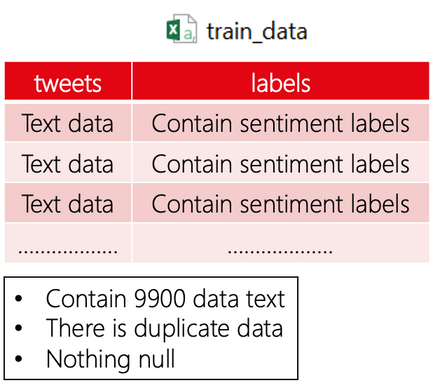 train_data
tweets labels
Text data Contain sentiment labels
Text data Contain sentiment labels
Text data Contain sentiment labels
.................. ...................
• Contain 9900 data text
• There is duplicate data
• Nothing null